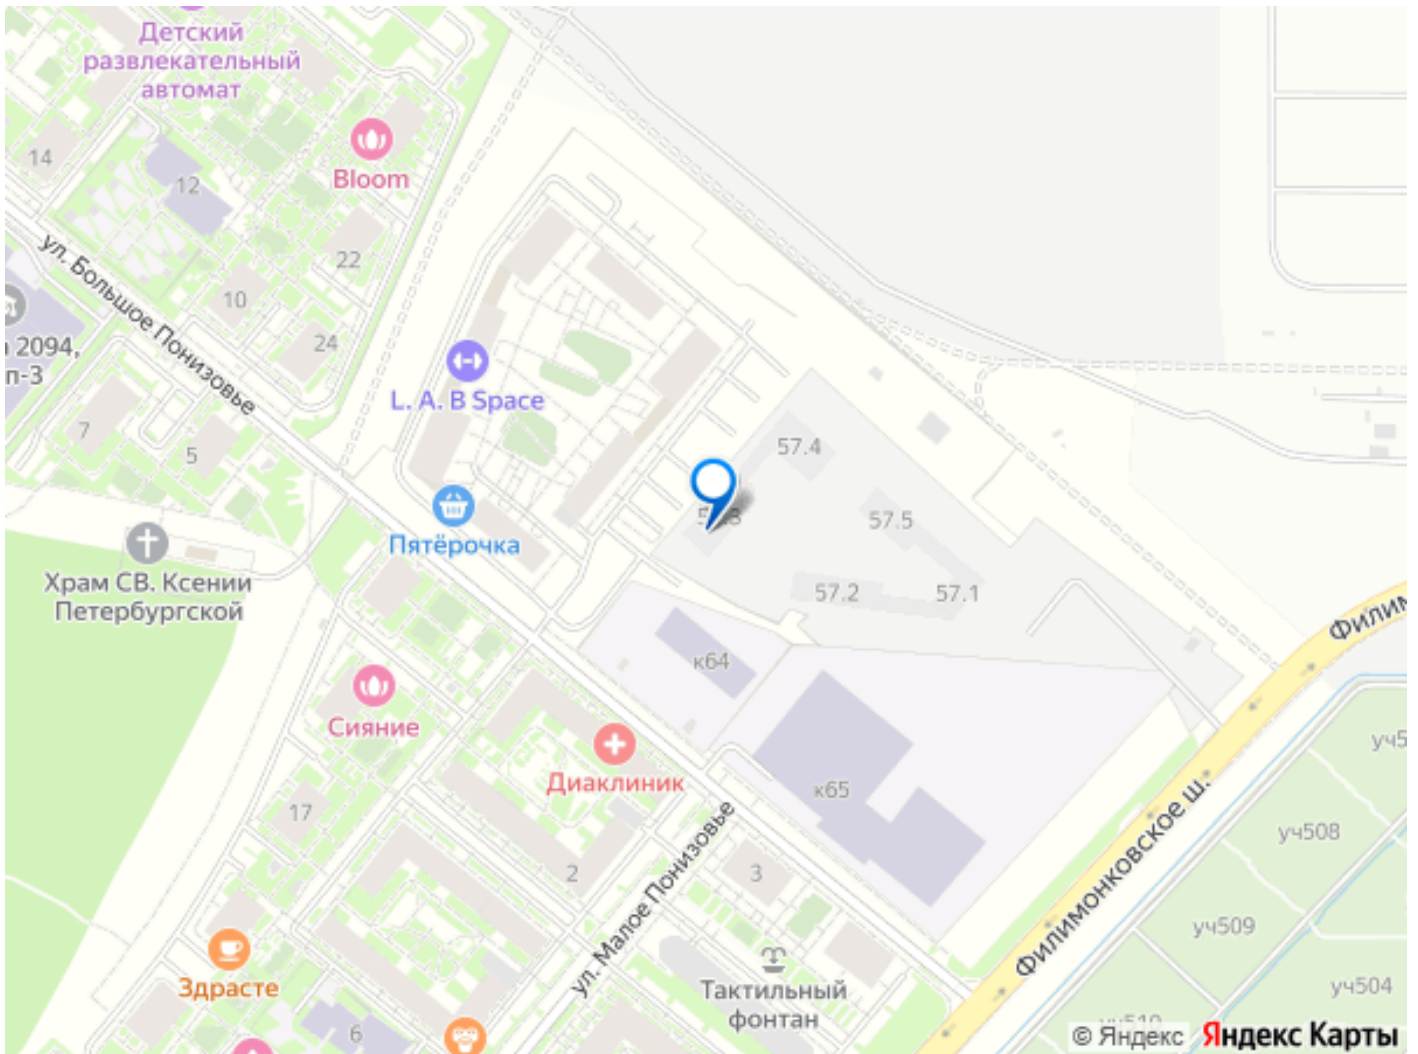 Детский
развлекательный
автомат
14
12
Bloom
22
ул. Большое Понизовье
10
24
2094,
п-3
L. A. B Space
7
5
57.4
57.5
Пятёрочка
Храм СВ. Ксении
Петербургской
57.2
57.1
к64
Сияние
Диаклиник
к65
17
2
3
ул. Малое Понизовье
Филимонковское ш.
уч508
уч509
уч504
Здрасте
Тактильный
фонтан
6
© Яндекс Яндекс Карты